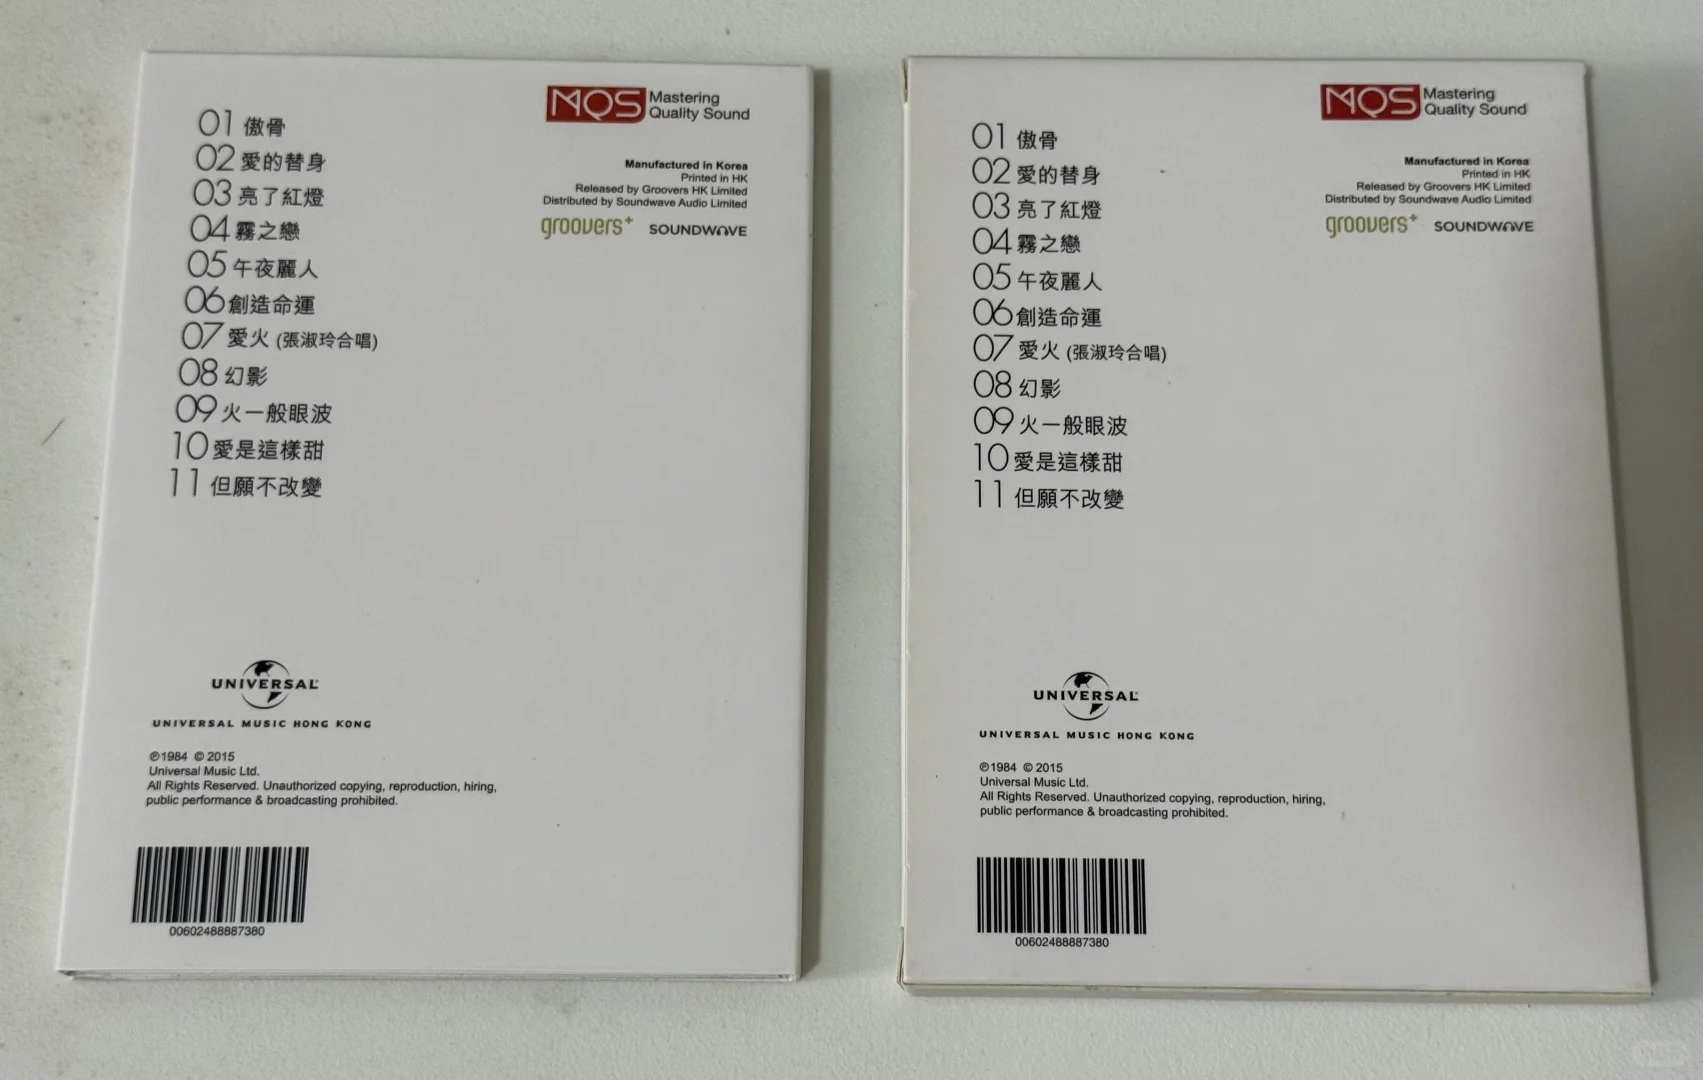 01 傲骨
02 愛的替身
03 亮了紅燈
04 霧之戀
05 午夜麗人
06 創造命運
07 愛火 (張淑玲合唱)
08 幻影
09 火一般眼波
10 愛是這樣甜
11 但願不改變
MQS Mastering
Quality Sound
Manufactured in Korea
Printed in HK
Released by Groovers HK Limited
Distributed by Soundwave Audio Limited
groovers+ SOUNDWAVE
UNIVERSAL
UNIVERSAL MUSIC HONG KONG
℗1984 ©2015
Universal Music Ltd.
All Rights Reserved. Unauthorized copying, reproduction, hiring,
public performance & broadcasting prohibited.
00602488887380
01 傲骨
02 愛的替身
03 亮了紅燈
04 霧之戀
05 午夜麗人
06 創造命運
07 愛火 (張淑玲合唱)
08 幻影
09 火一般眼波
10 愛是這樣甜
11 但願不改變
MQS Mastering
Quality Sound
Manufactured in Korea
Printed in HK
Released by Groovers HK Limited
Distributed by Soundwave Audio Limited
groovers+ SOUNDWAVE
UNIVERSAL
UNIVERSAL MUSIC HONG KONG
℗1984 ©2015
Universal Music Ltd.
All Rights Reserved. Unauthorized copying, reproduction, hiring,
public performance & broadcasting prohibited.
00602488887380